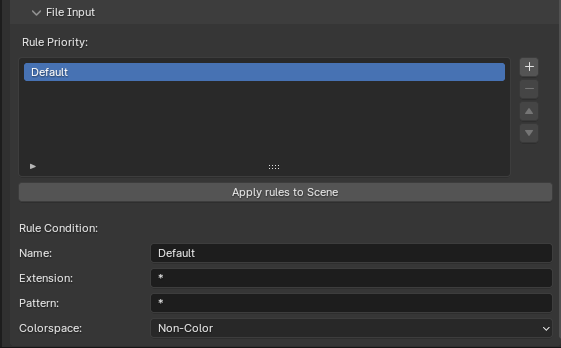 File Input
Rule Priority:
Default
Apply rules to Scene
Rule Condition:
Name: Default
Extension: *
Pattern: *
Colorspace: Non-Color